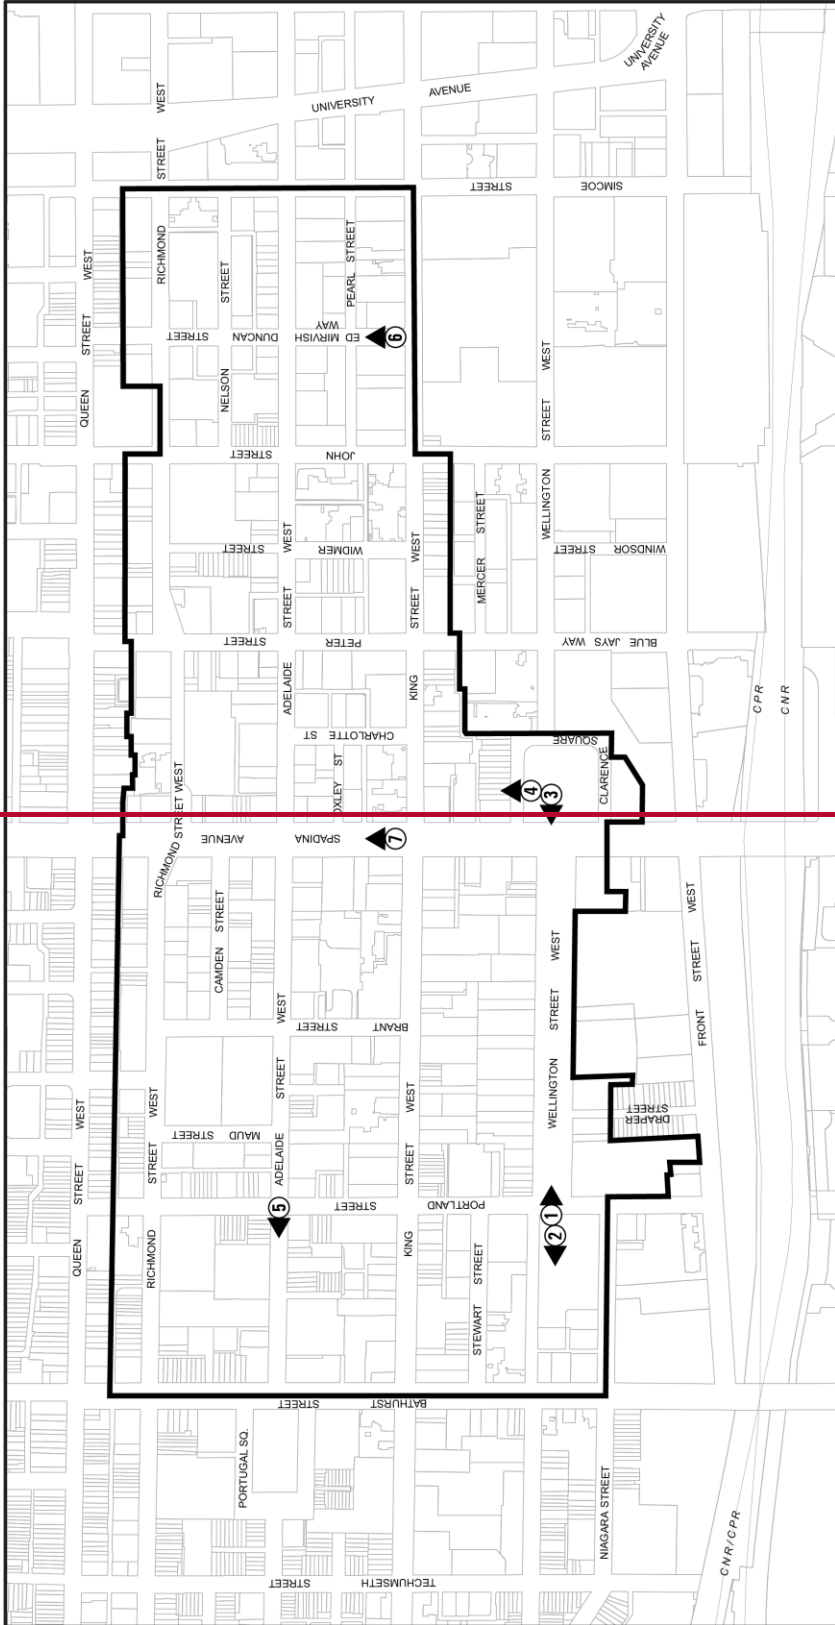 UNIVERSITY
AVENUE
UNIVERSITY
AVENUE
STREET
WEST
STREET
SIMCOE
QUEEN
STREET
WEST
RICHMOND
STREET
DUNCAN
NELSON
STREET
ED MIRVISH
WAY
PEARL
STREET
6
STREET
JOHN
WELLINGTON
STREET
WEST
STREET
WIDMER
STREET
WINDSOR
MERCER
STREET
ADELAIDE
STREET
WEST
KING
STREET
WEST
STREET
PETER
BLUE JAYS WAY
CHARLOTTE ST
OXLEY ST
SQUARE
CLARENCE
4
3
CPR
CNR
RICHMOND STREET WEST
SPADINA
AVENUE
7
CAMDEN
STREET
STREET
BRANT
ADELAIDE
STREET
WEST
WELLINGTON
STREET
WEST
FRONT
STREET
WEST
DRAPER
STREET
MAUD STREET
QUEEN
STREET
WEST
RICHMOND
STREET
WEST
KING
STREET
WEST
STREET
PORTLAND
5
1
2
STEWART
STREET
STREET
BATHURST
PORTUGAL SQ.
NIAGARA STREET
STREET
TECHUMSETH
CNR/CPR